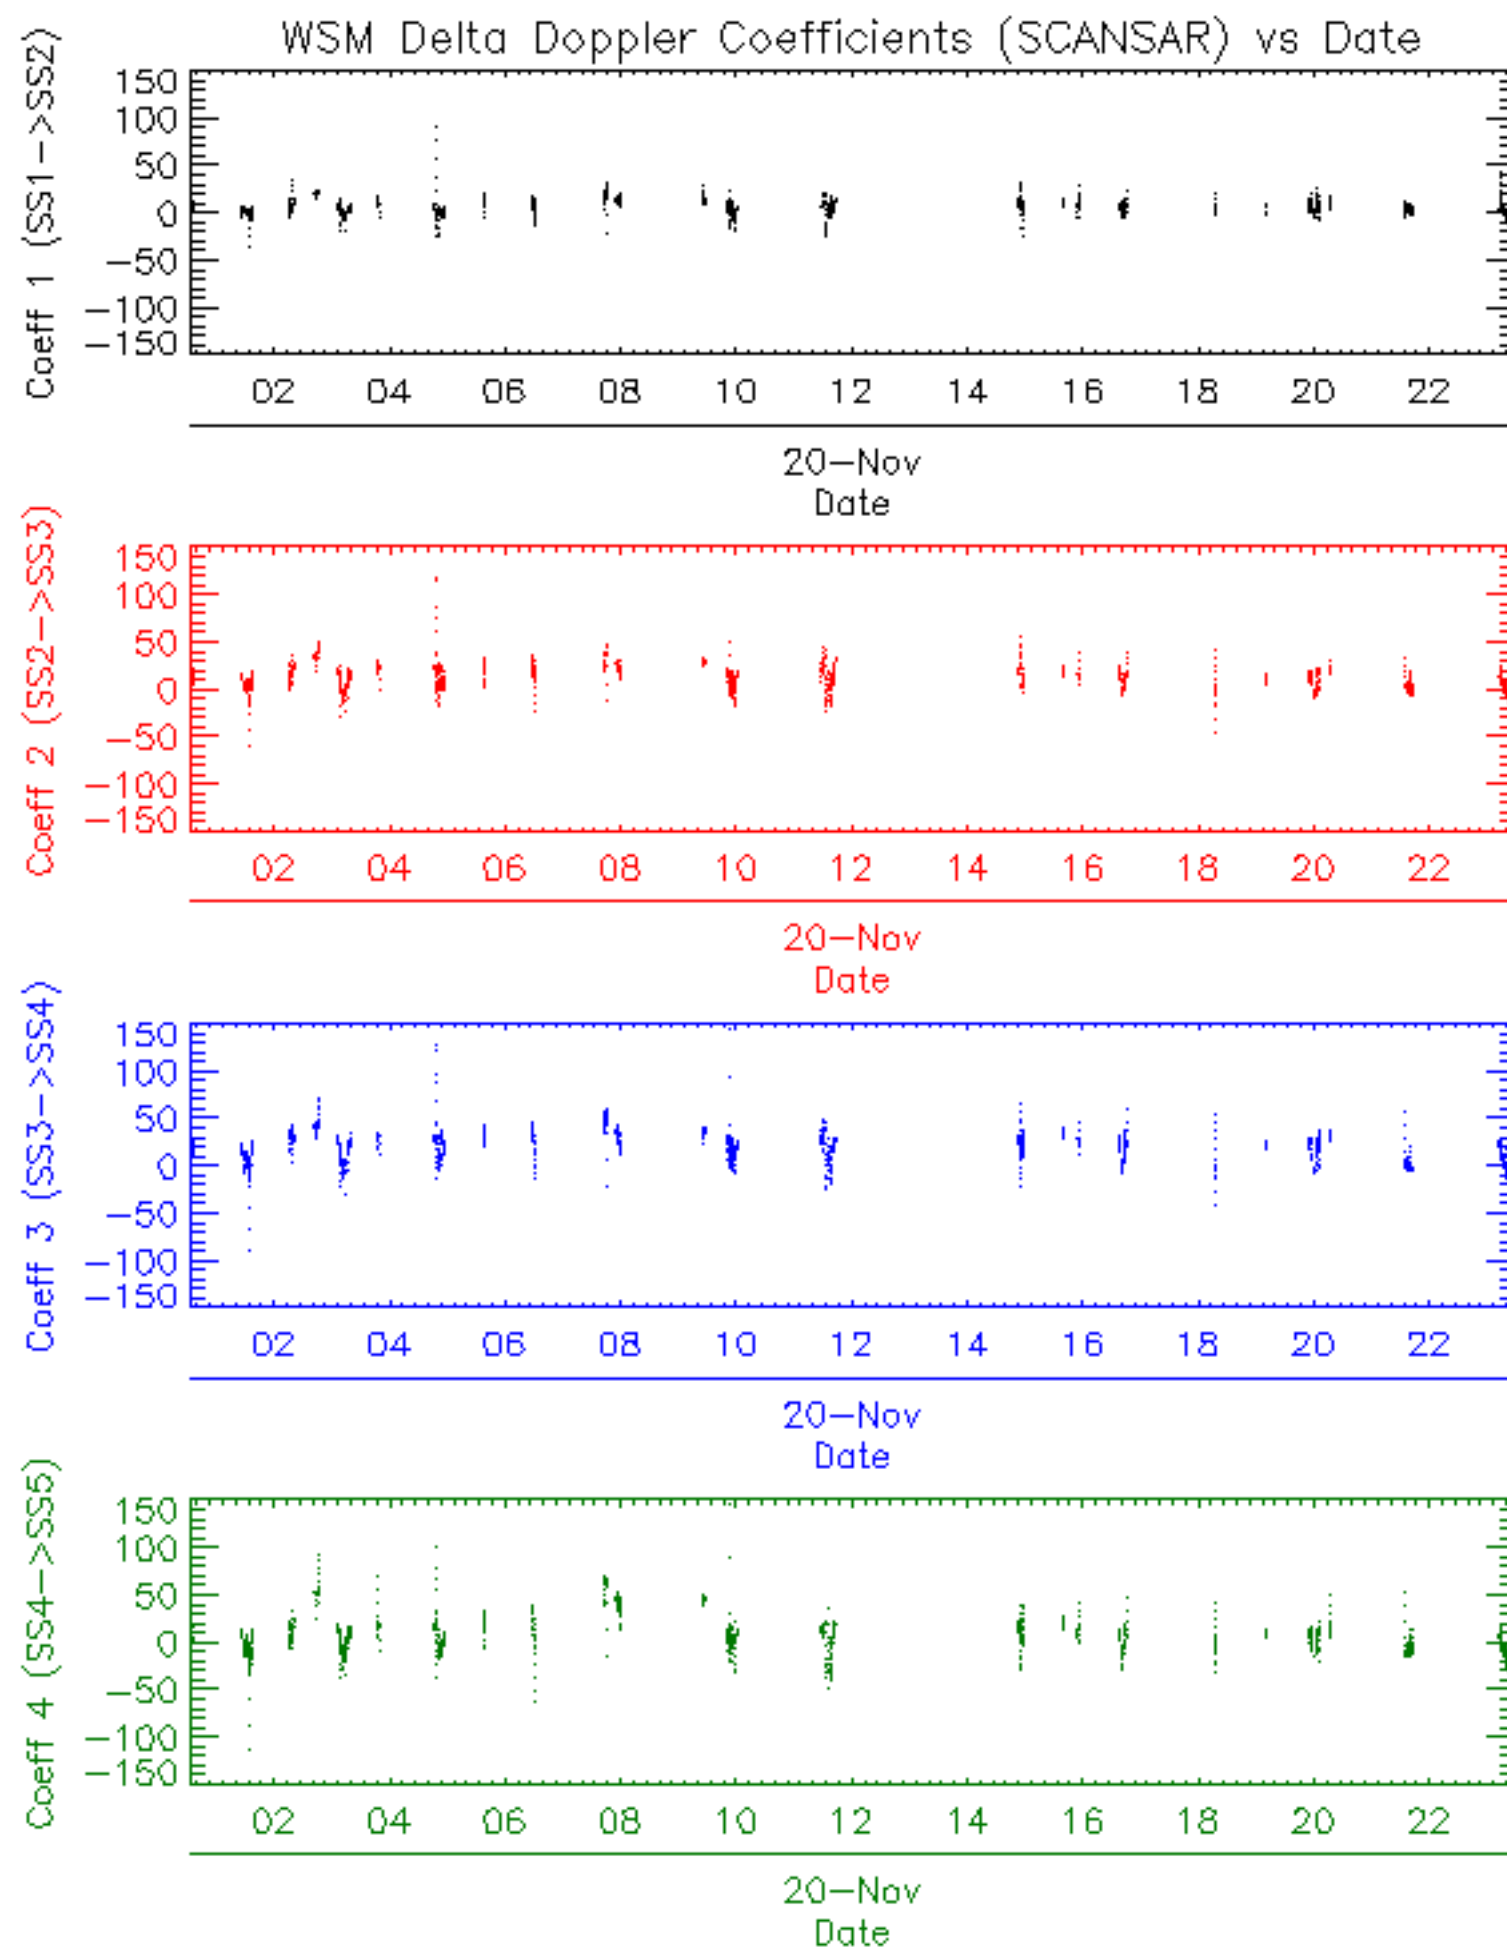 WSM Delta Doppler Coefficients (SCANSAR) vs Date
Coeff 1 (SS1->SS2)
150
100
50
0
-50
-100
-150
02 04 06 08 10 12 14 16 18 20 22
20-Nov
Date
Coeff 2 (SS2->SS3)
150
100
50
0
-50
-100
-150
02 04 06 08 10 12 14 16 18 20 22
20-Nov
Date
Coeff 3 (SS3->SS4)
150
100
50
0
-50
-100
-150
02 04 06 08 10 12 14 16 18 20 22
20-Nov
Date
Coeff 4 (SS4->SS5)
150
100
50
0
-50
-100
-150
02 04 06 08 10 12 14 16 18 20 22
20-Nov
Date